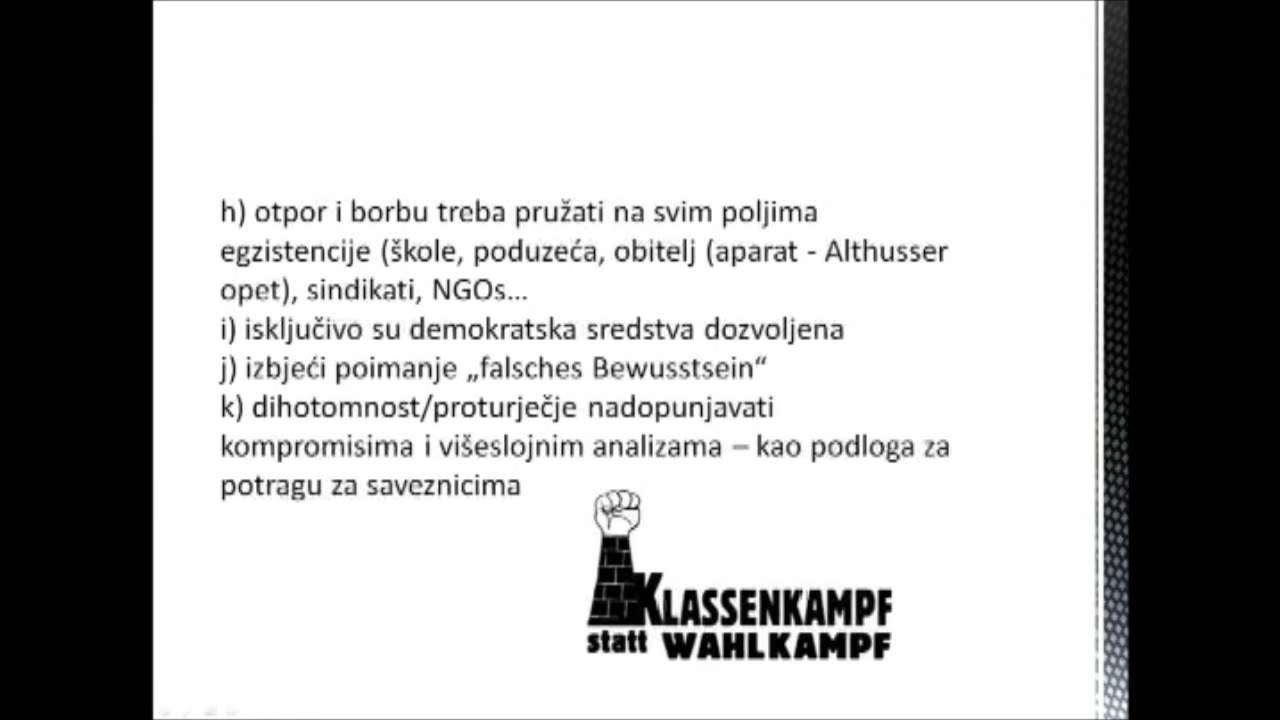 h) otpor i borbu treba pružati na svim poljima
egzistencije (škole, poduzeća, obitelj (aparat - Althusser
opet), sindikati, NGOs...
i) isključivo su demokratska sredstva dozvoljena
j) izbjeći poimanje „falsches Bewusstsein“
k) dihotomnost/proturječje nadopunjavati
kompromisima i višeslojnim analizama – kao podloga za
potragu za saveznicima
KLASSENKAMPF
statt WAHLKAMPF